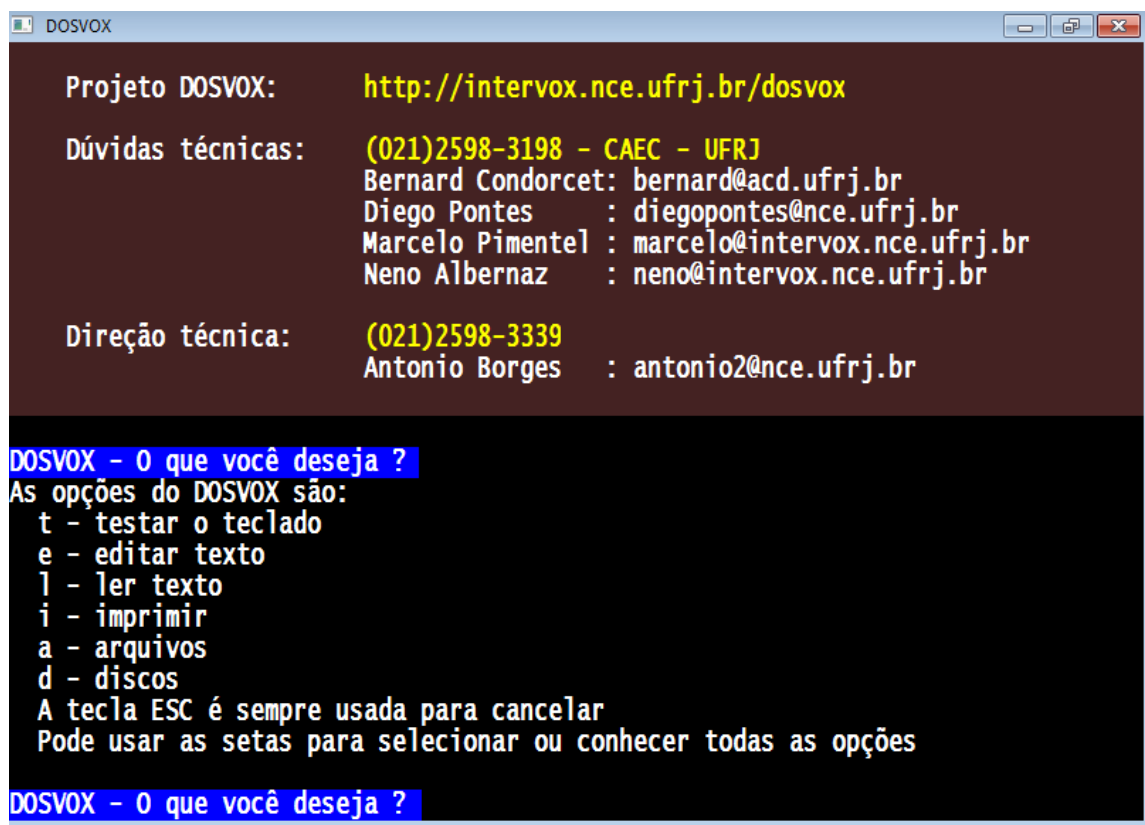 DOSVOX
Projeto DOSVOX: http://intervox.nce.ufrj.br/dosvox
Dúvidas técnicas: (021)2598-3198 - CAEC - UFRJ
Bernard Condorcet: bernard@acd.ufrj.br
Diego Pontes : diegopontes@nce.ufrj.br
Marcelo Pimentel : marcelo@intervox.nce.ufrj.br
Neno Albernaz : neno@intervox.nce.ufrj.br
Direção técnica: (021)2598-3339
Antonio Borges : antonio2@nce.ufrj.br
DOSVOX - O que você deseja ?
As opções do DOSVOX são:
t - testar o teclado
e - editar texto
l - ler texto
i - imprimir
a - arquivos
d - discos
A tecla ESC é sempre usada para cancelar
Pode usar as setas para selecionar ou conhecer todas as opções
DOSVOX - O que você deseja ?